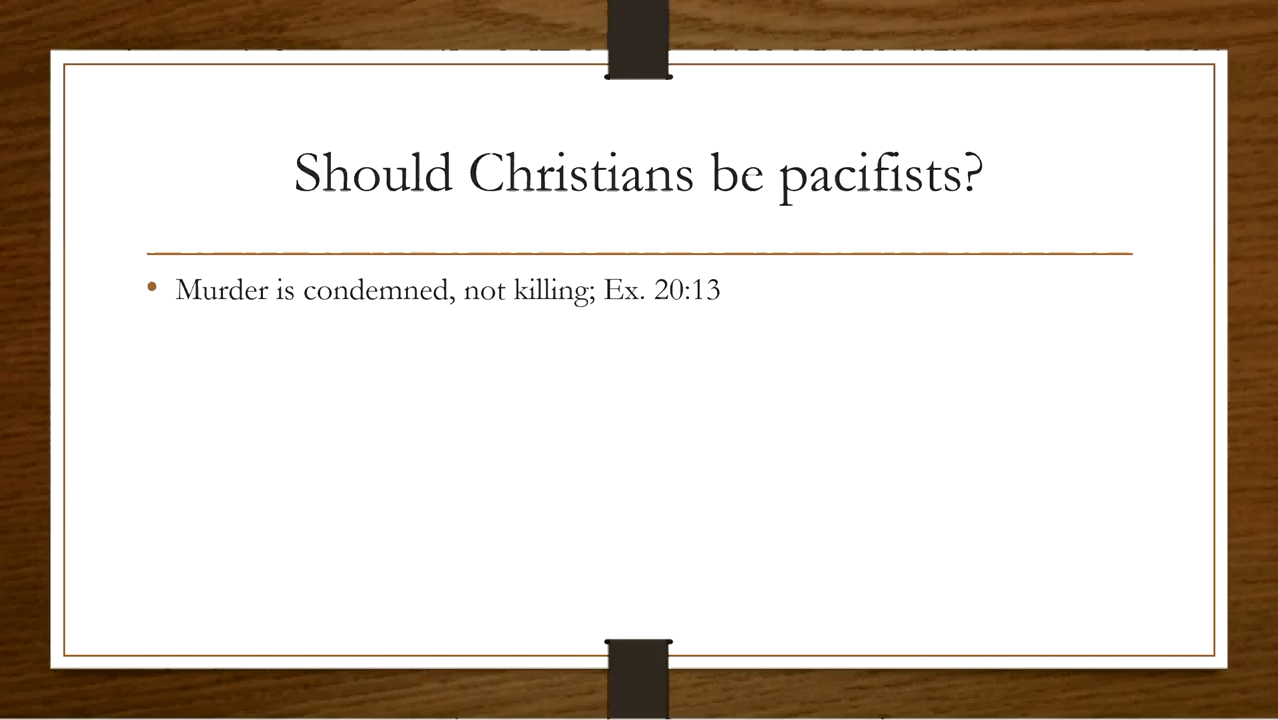 Should Christians be pacifists?
• Murder is condemned, not killing; Ex. 20:13